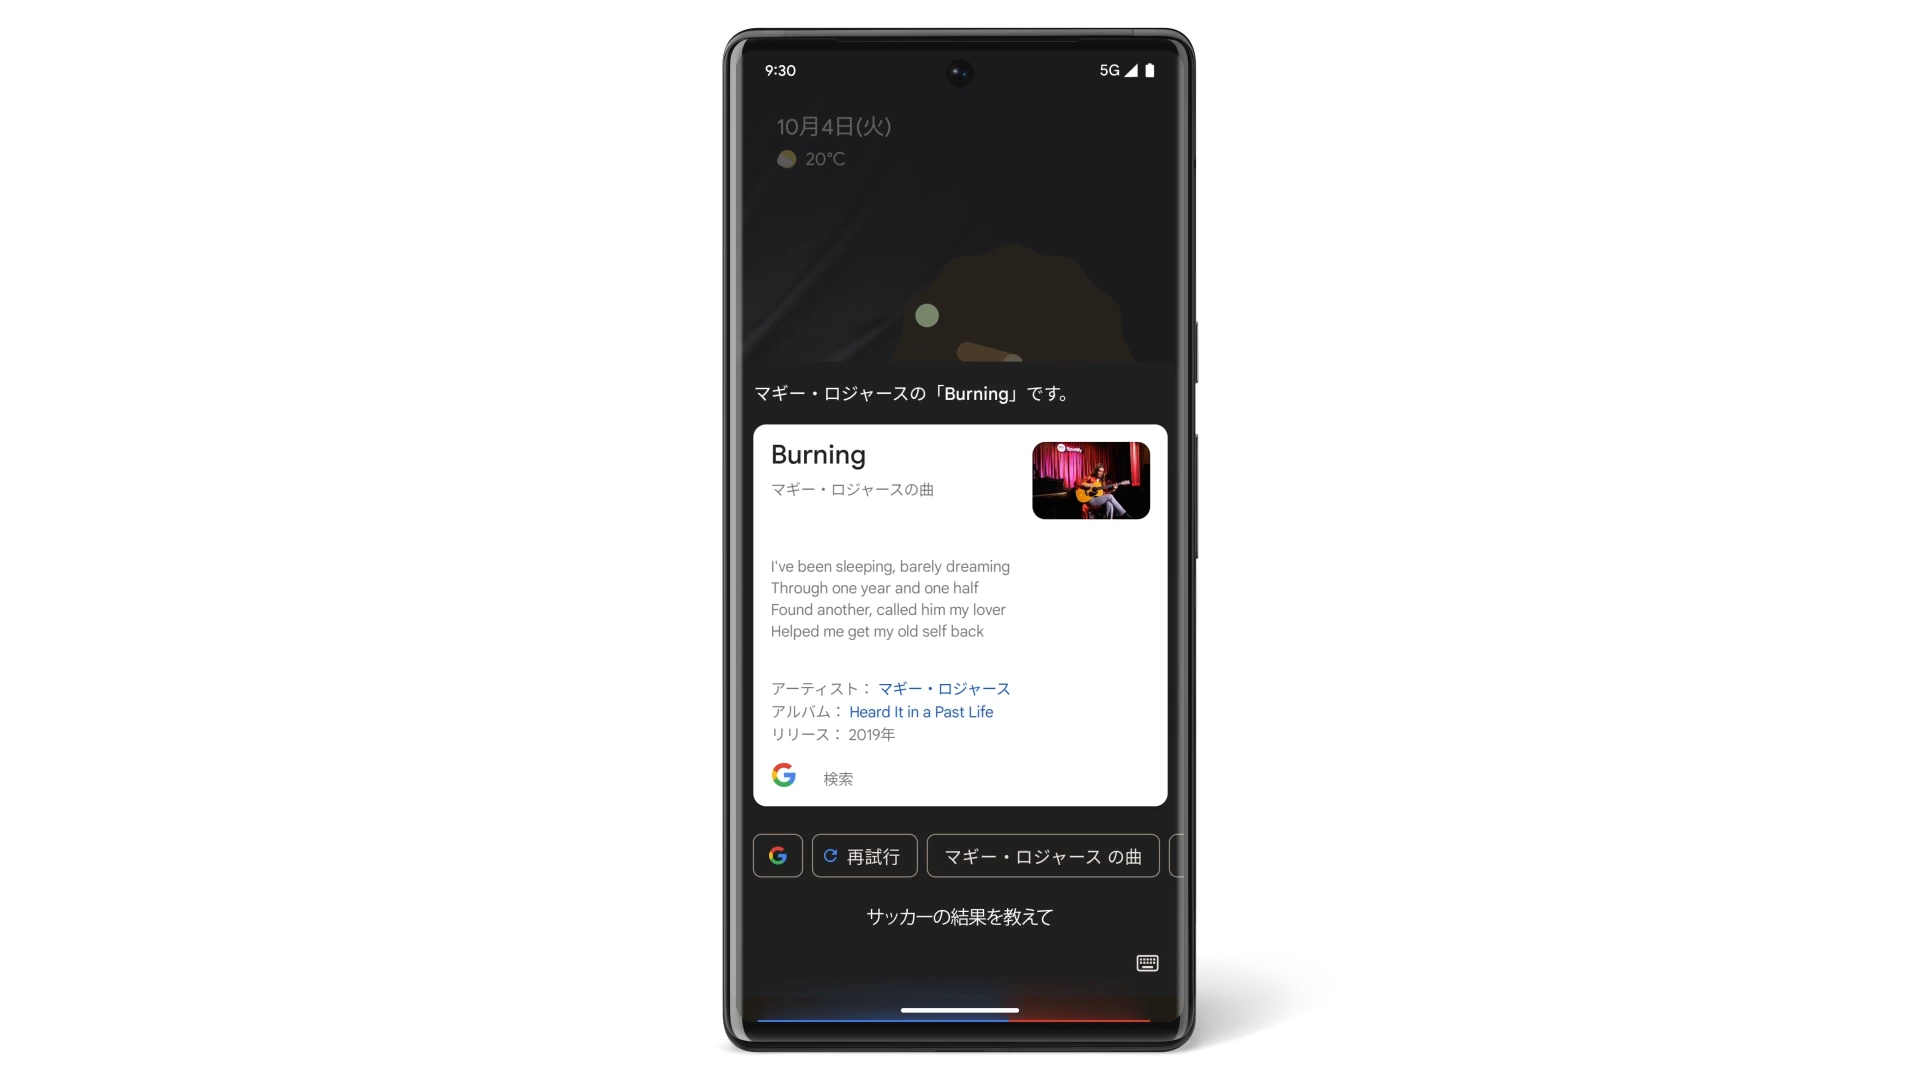 9:30
5G
10月4日(火)
20°C
マギー・ロジャースの「Burning」です。
Burning
マギー・ロジャースの曲
I've been sleeping, barely dreaming
Through one year and one half
Found another, called him my lover
Helped me get my old self back
アーティスト： マギー・ロジャース
アルバム： Heard It in a Past Life
リリース： 2019年
検索
再試行
マギー・ロジャース の曲
サッカーの結果を教えて